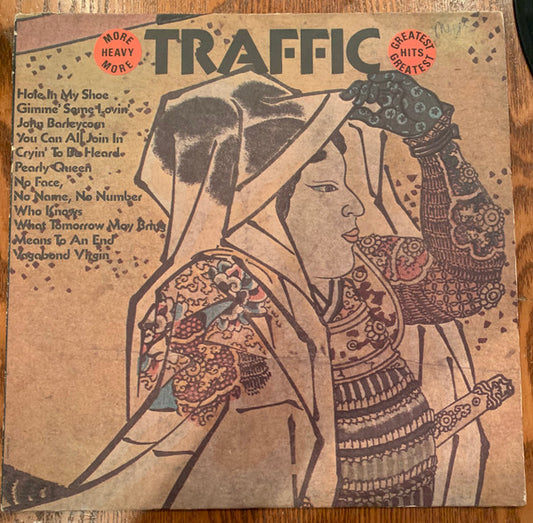 MORE
HEAVY
MORE
TRAFFIC
GREATEST
HITS
GREATEST
Hole In My Shoe
Gimme Some Lovin'
John Barleycorn
You Can All Join In
Cryin' To Be Heard
Pearly Queen
No Face,
No Name, No Number
Who Knows
What Tomorrow May Bring
Means To An End
Vagabond Virgin